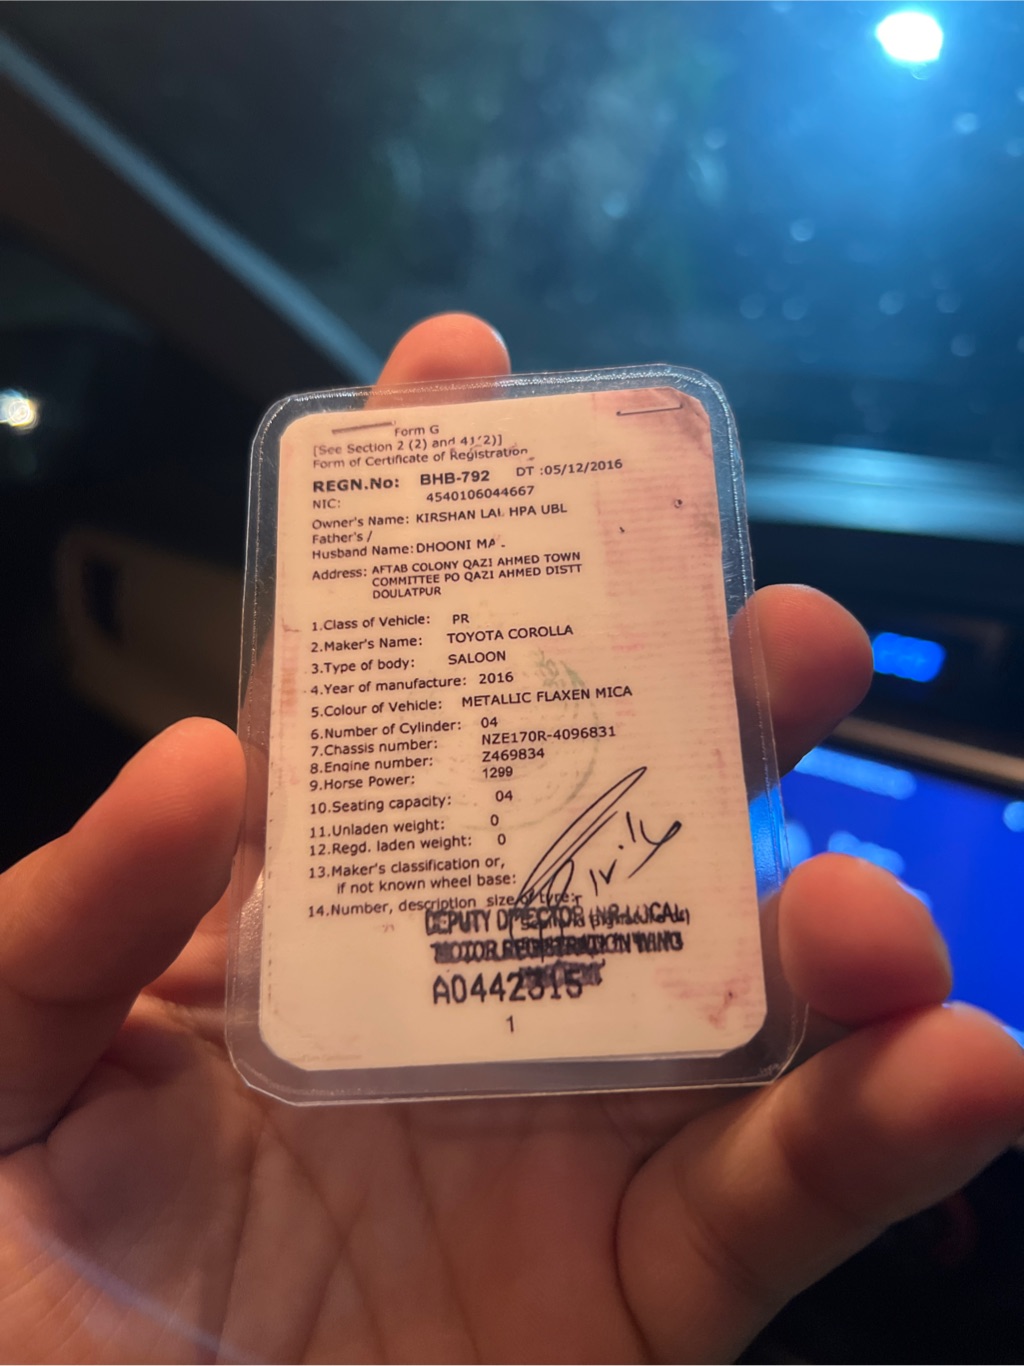 Form G
[See Section 2 (2) and 41(2)]
Form of Certificate of Registration
REGN.No: BHB-792 DT :05/12/2016
NIC: 4540106044667
Owner's Name: KIRSHAN LAL HPA UBL
Father's /
Husband Name: DHOONI
Address: AFTAB COLONY QAZI AHMED TOWN
COMMITTEE PO QAZI AHMED DISTT
DOULATPUR
1.Class of Vehicle: PR
2.Maker's Name: TOYOTA COROLLA
3.Type of body: SALOON
4.Year of manufacture: 2016
5.Colour of Vehicle: METALLIC FLAXEN MICA
6.Number of Cylinder: 04
7.Chassis number: NZE170R-4096831
8.Engine number: Z469834
9.Horse Power: 1299
10.Seating capacity: 04
11.Unladen weight: 0
12.Regd. laden weight: 0
13.Maker's classification or,
if not known wheel base:
14.Number, description size of tyre:
DEPUTY DIRECTOR
MOTOR REGISTRATION WING
A0442315
1